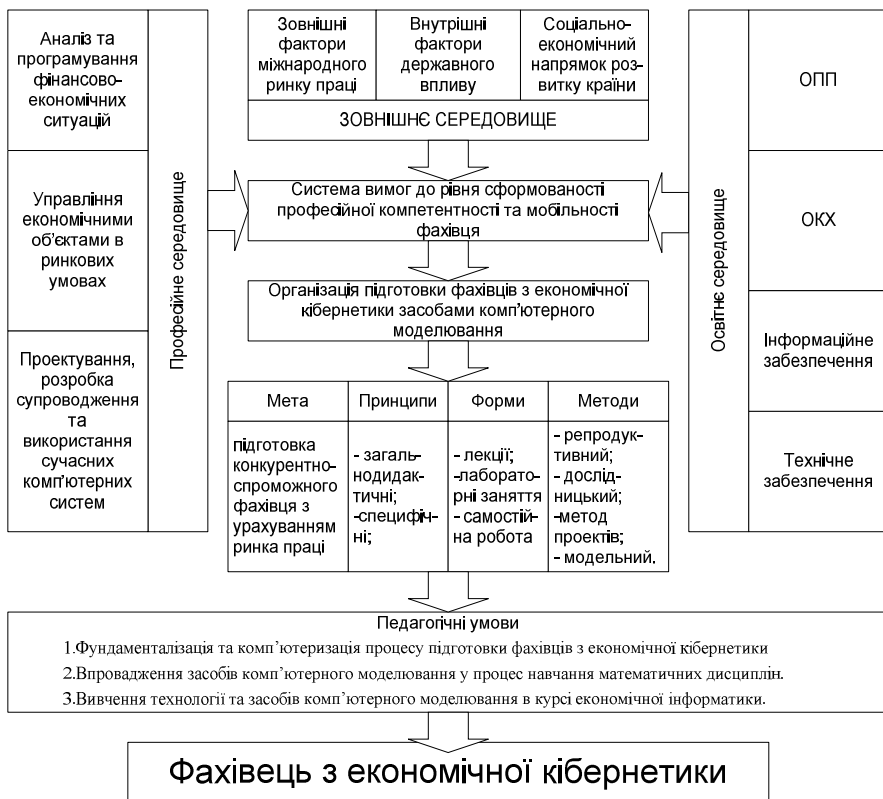 Аналіз та
програмування
фінансово-
економічних
ситуацій
Управління
економічними
об'єктами в
ринкових
умовах
Проектування,
розробка
супроводження
та
використання
сучасних
комп'ютерних
систем
Професійне середовище
Зовнішні
фактори
міжнародного
ринку праці
Внутрішні
фактори
державного
впливу
Соціально-
економічний
напрямок роз-
витку країни
ЗОВНІШНЄ СЕРЕДОВИЩЕ
Система вимог до рівня сформованості
професійної компетентності та мобільності
фахівця
Організація підготовки фахівців з економічної
кібернетики засобами комп'ютерного
моделювання
Мета
підготовка
конкурентно-
спроможного
фахівця з
урахуванням
ринка праці
Принципи
- загаль-
нодидак-
тичні;
-специфіч-
ні;
Форми
- лекції;
-лаборато-
рні заняття
- самостій-
на робота
Методи
- репродук-
тивний;
- дослід-
ницький;
-метод
проектів;
- модельний.
Освітнє середовище
ОПП
ОКХ
Інформаційне
забезпечення
Технічне
забезпечення
Педагогічні умови
1.Фундаменталізація та комп’ютеризація процесу підготовки фахівців з економічної кібернетики
2.Впровадження засобів комп’ютерного моделювання у процес навчання математичних дисциплін.
3.Вивчення технології та засобів комп’ютерного моделювання в курсі економічної інформатики.
Фахівець з економічної кібернетики